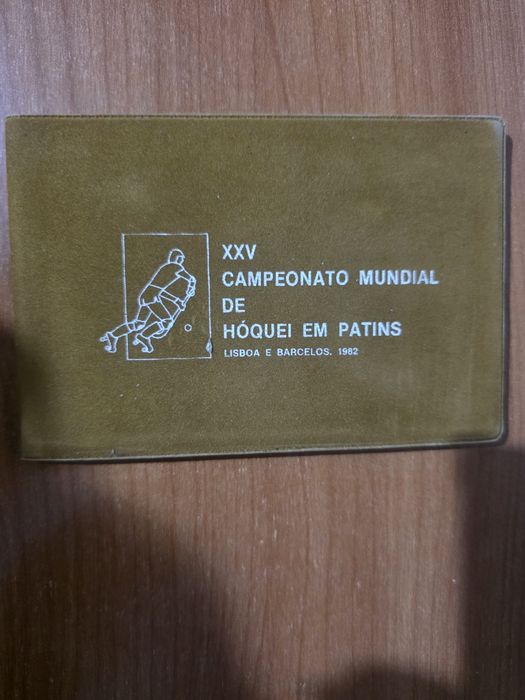 XXV
CAMPEONATO MUNDIAL
DE
HÓQUEI EM PATINS
LISBOA E BARCELOS. 1982